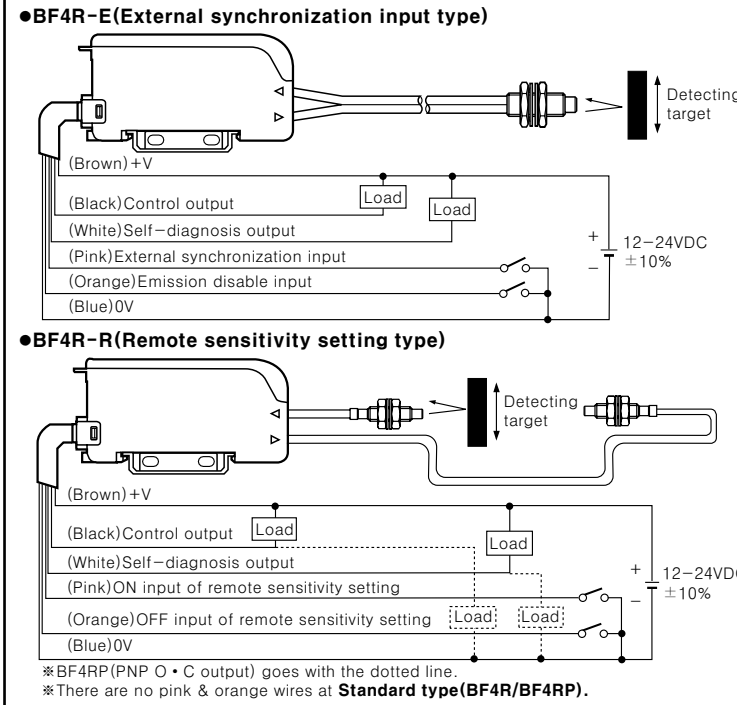 ●BF4R-E(External synchronization input type)
Detecting
target
(Brown)+V
(Black)Control output
Load
Load
(White)Self-diagnosis output
(Pink)External synchronization input
(Orange)Emission disable input
(Blue)0V
+
12-24VDC
±10%
−
●BF4R-R(Remote sensitivity setting type)
Detecting
target
(Brown)+V
(Black)Control output
Load
Load
(White)Self-diagnosis output
(Pink)ON input of remote sensitivity setting
(Orange)OFF input of remote sensitivity setting
Load
Load
(Blue)0V
+
12-24VDC
±10%
−
※BF4RP(PNP O • C output) goes with the dotted line.
※There are no pink & orange wires at Standard type(BF4R/BF4RP).